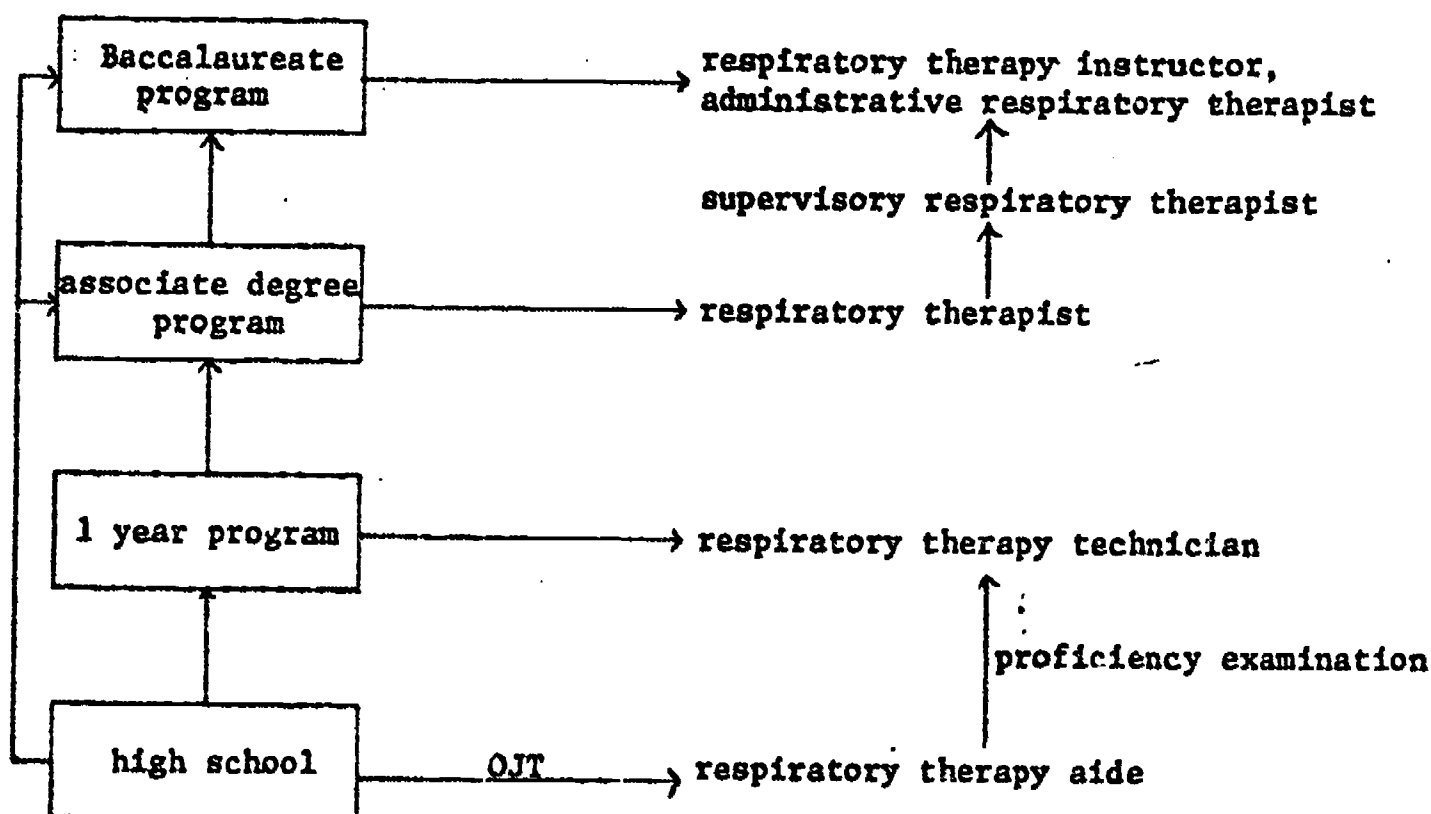 Baccalaureate
program
respiratory therapy instructor,
administrative respiratory therapist
supervisory respiratory therapist
associate degree
program
respiratory therapist
1 year program
respiratory therapy technician
proficiency examination
high school
OJT
respiratory therapy aide